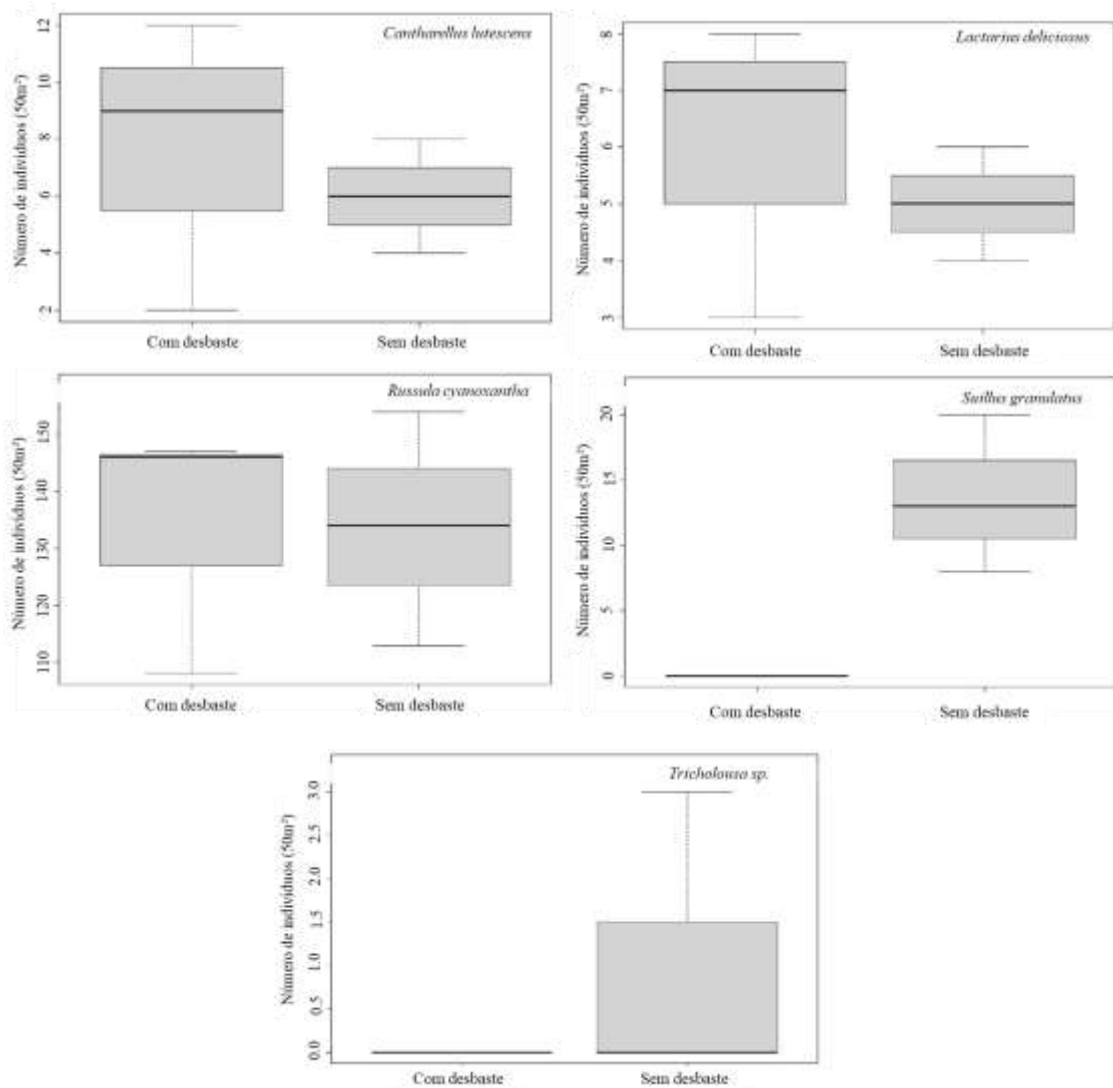 Cantharellus lutescens
Número de indivíduos (50m²)
12
10
8
6
4
2
Com desbaste
Sem desbaste
Lactarius deliciosus
Número de indivíduos (50m²)
8
7
6
5
4
3
Com desbaste
Sem desbaste
Russula cyanoxantha
Número de indivíduos (50m²)
150
140
130
120
110
Com desbaste
Sem desbaste
Suillus granulatus
Número de indivíduos (50m²)
20
15
10
5
0
Com desbaste
Sem desbaste
Tricholousa sp.
Número de indivíduos (50m²)
3.0
2.5
2.0
1.5
1.0
0.5
0.0
Com desbaste
Sem desbaste